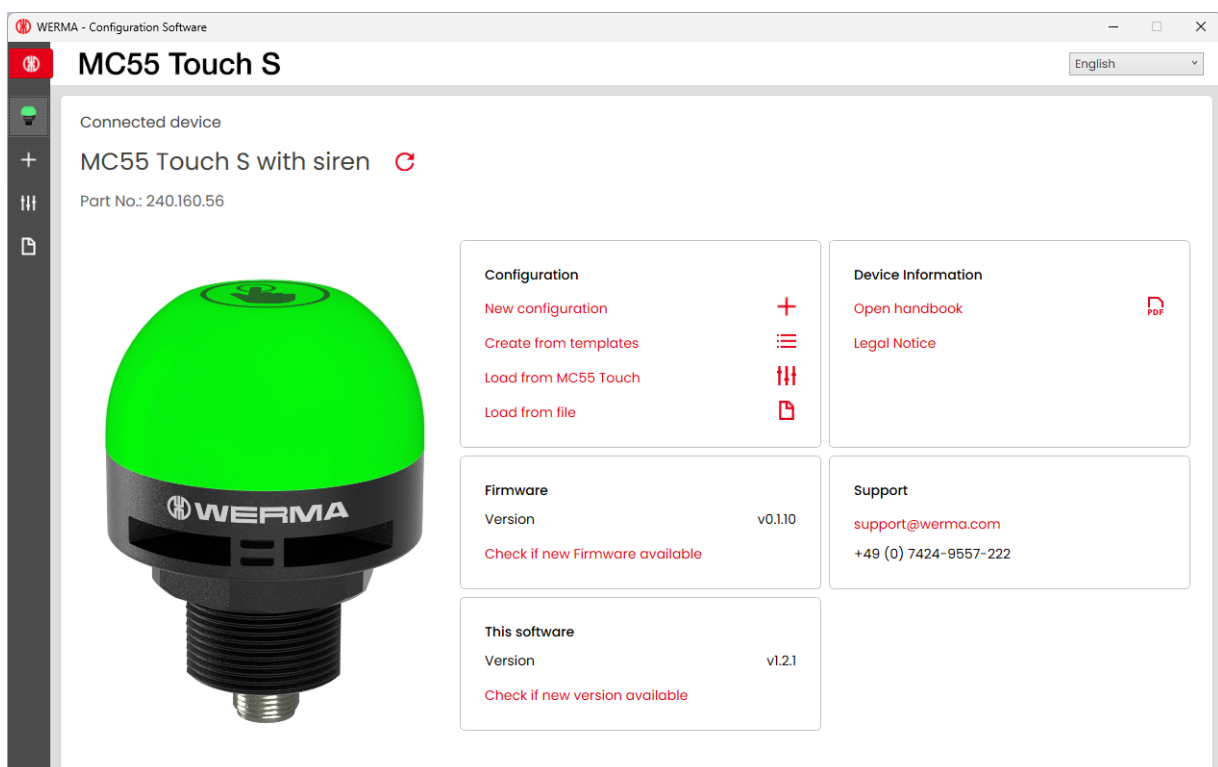 WERMA - Configuration Software
MC55 Touch S
English
Connected device
MC55 Touch S with siren
Part No.: 240.160.56
WERMA
Configuration
New configuration
Create from templates
Load from MC55 Touch
Load from file
Device Information
Open handbook
PDF
Legal Notice
Firmware
Version v0.1.10
Check if new Firmware available
Support
support@werma.com
+49 (0) 7424-9557-222
This software
Version v1.2.1
Check if new version available